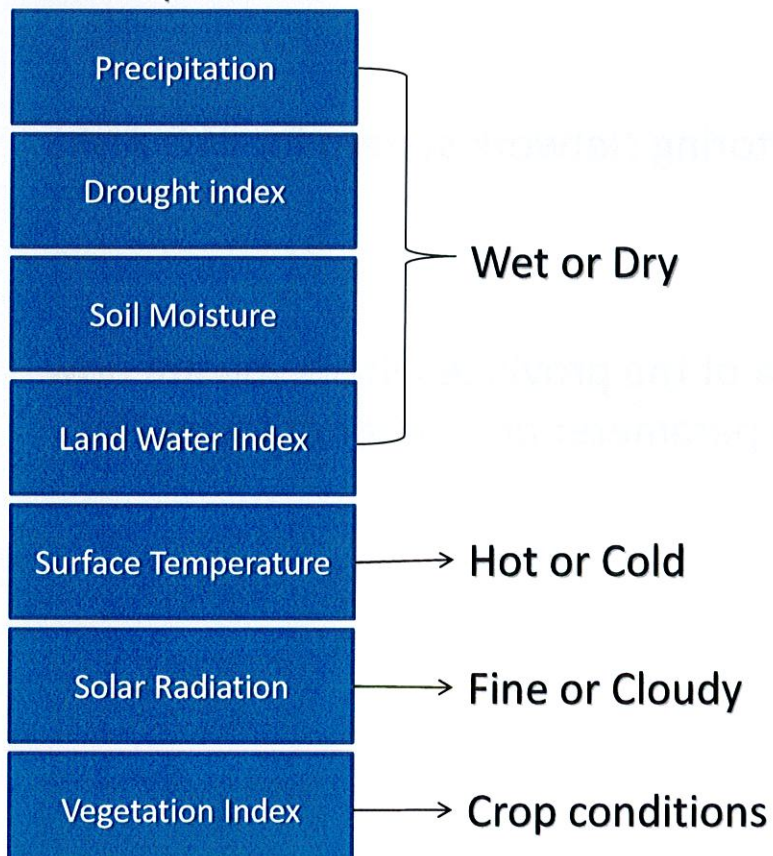 Precipitation
Drought index
Soil Moisture
Wet or Dry
Land Water Index
Surface Temperature
Hot or Cold
Solar Radiation
Fine or Cloudy
Vegetation Index
Crop conditions